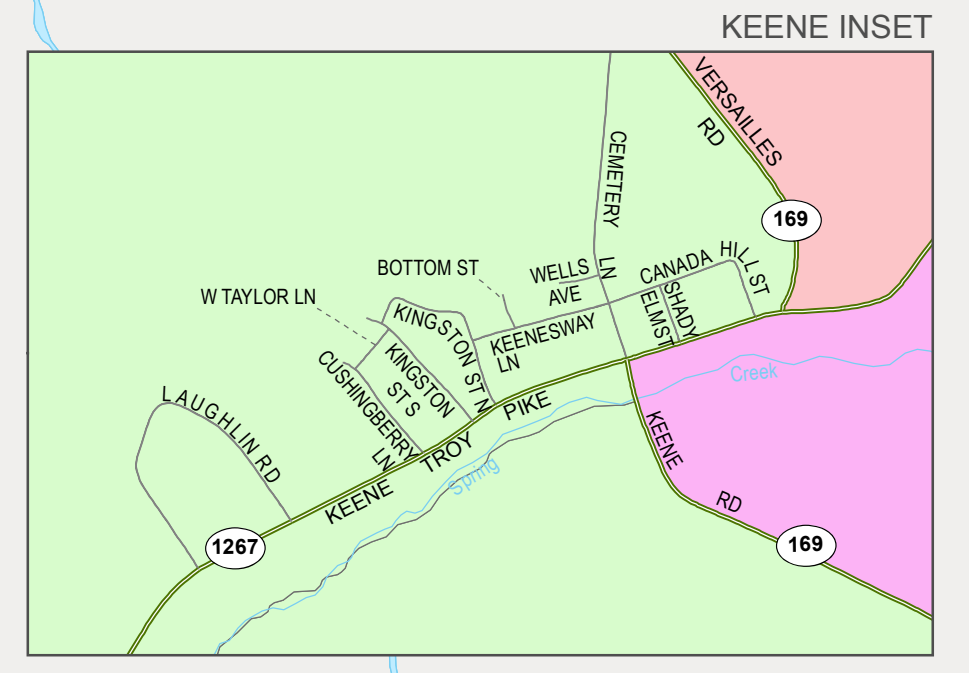 KEENE INSET
VERSAILLES
RD
CEMETERY
LN
169
HILL ST
CANADA
WELLS
AVE
BOTTOM ST
SHADY
ELM ST
W TAYLOR LN
KINGSTON ST N
KEENESWAY
LN
KINGSTON
ST S
CUSHINGBERRY
LN
Creek
LAUGHLIN RD
PIKE
TROY
KEENE
Spring
KEENE
RD
1267
169